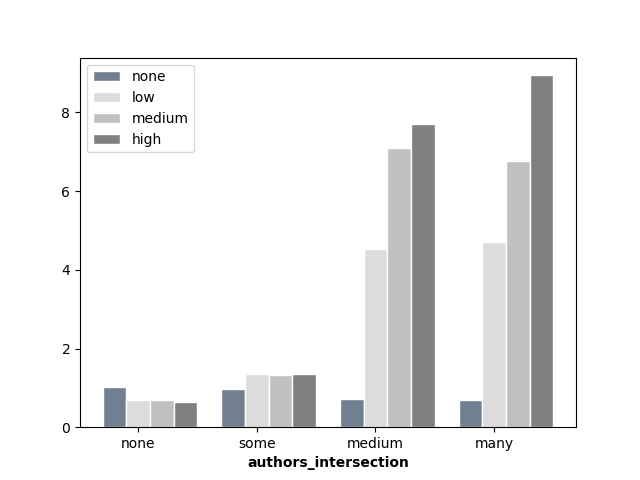 none
low
medium
high
8
6
4
2
0
none some medium many
authors_intersection